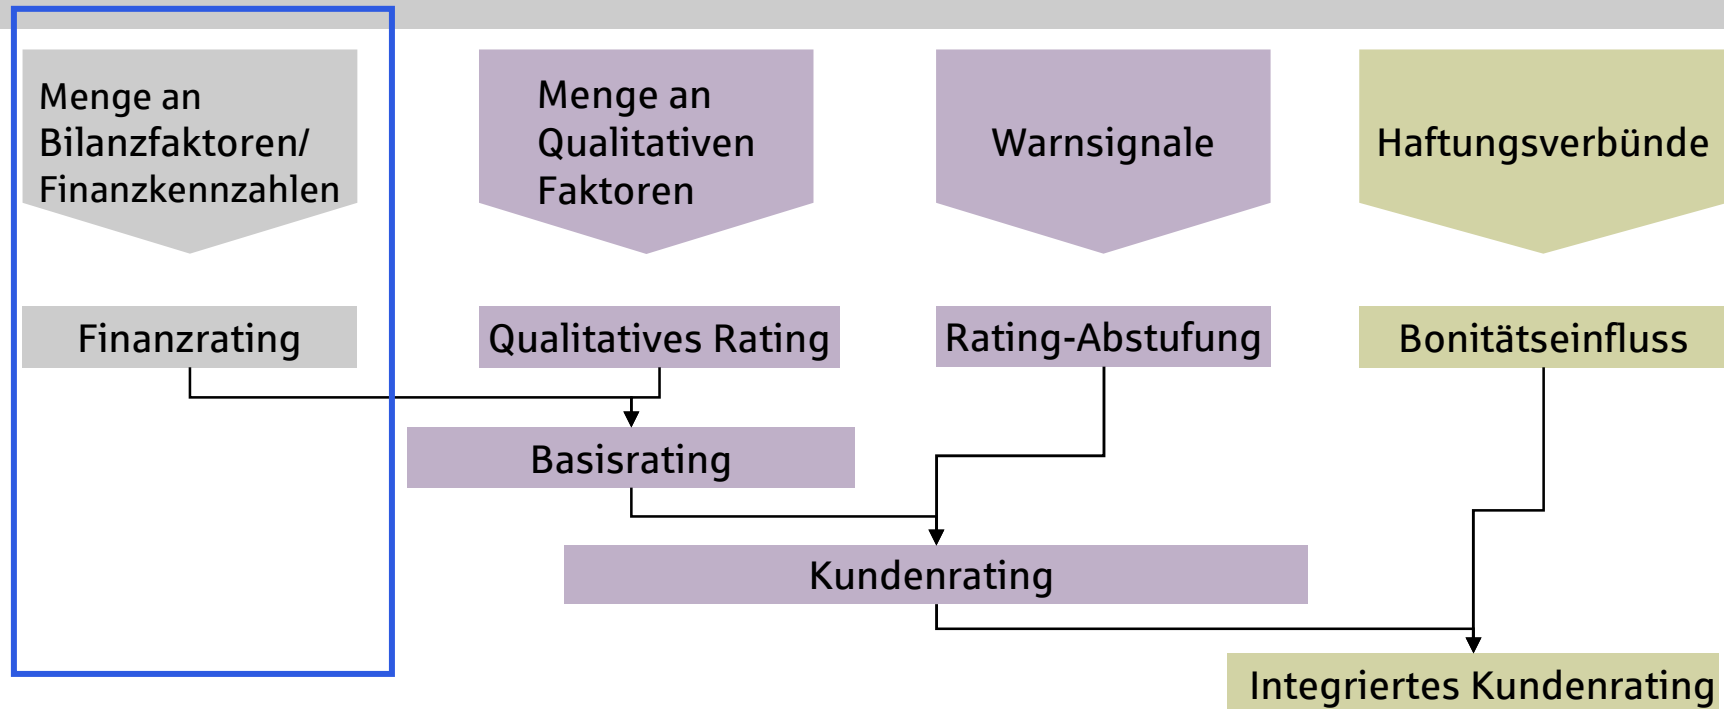 Menge an
Bilanzfaktoren/
Finanzkennzahlen
Menge an
Qualitativen
Faktoren
Warnsignale
Haftungsverbünde
Finanzrating
Qualitatives Rating
Rating-Abstufung
Bonitätseinfluss
Basisrating
Kundenrating
Integriertes Kundenrating